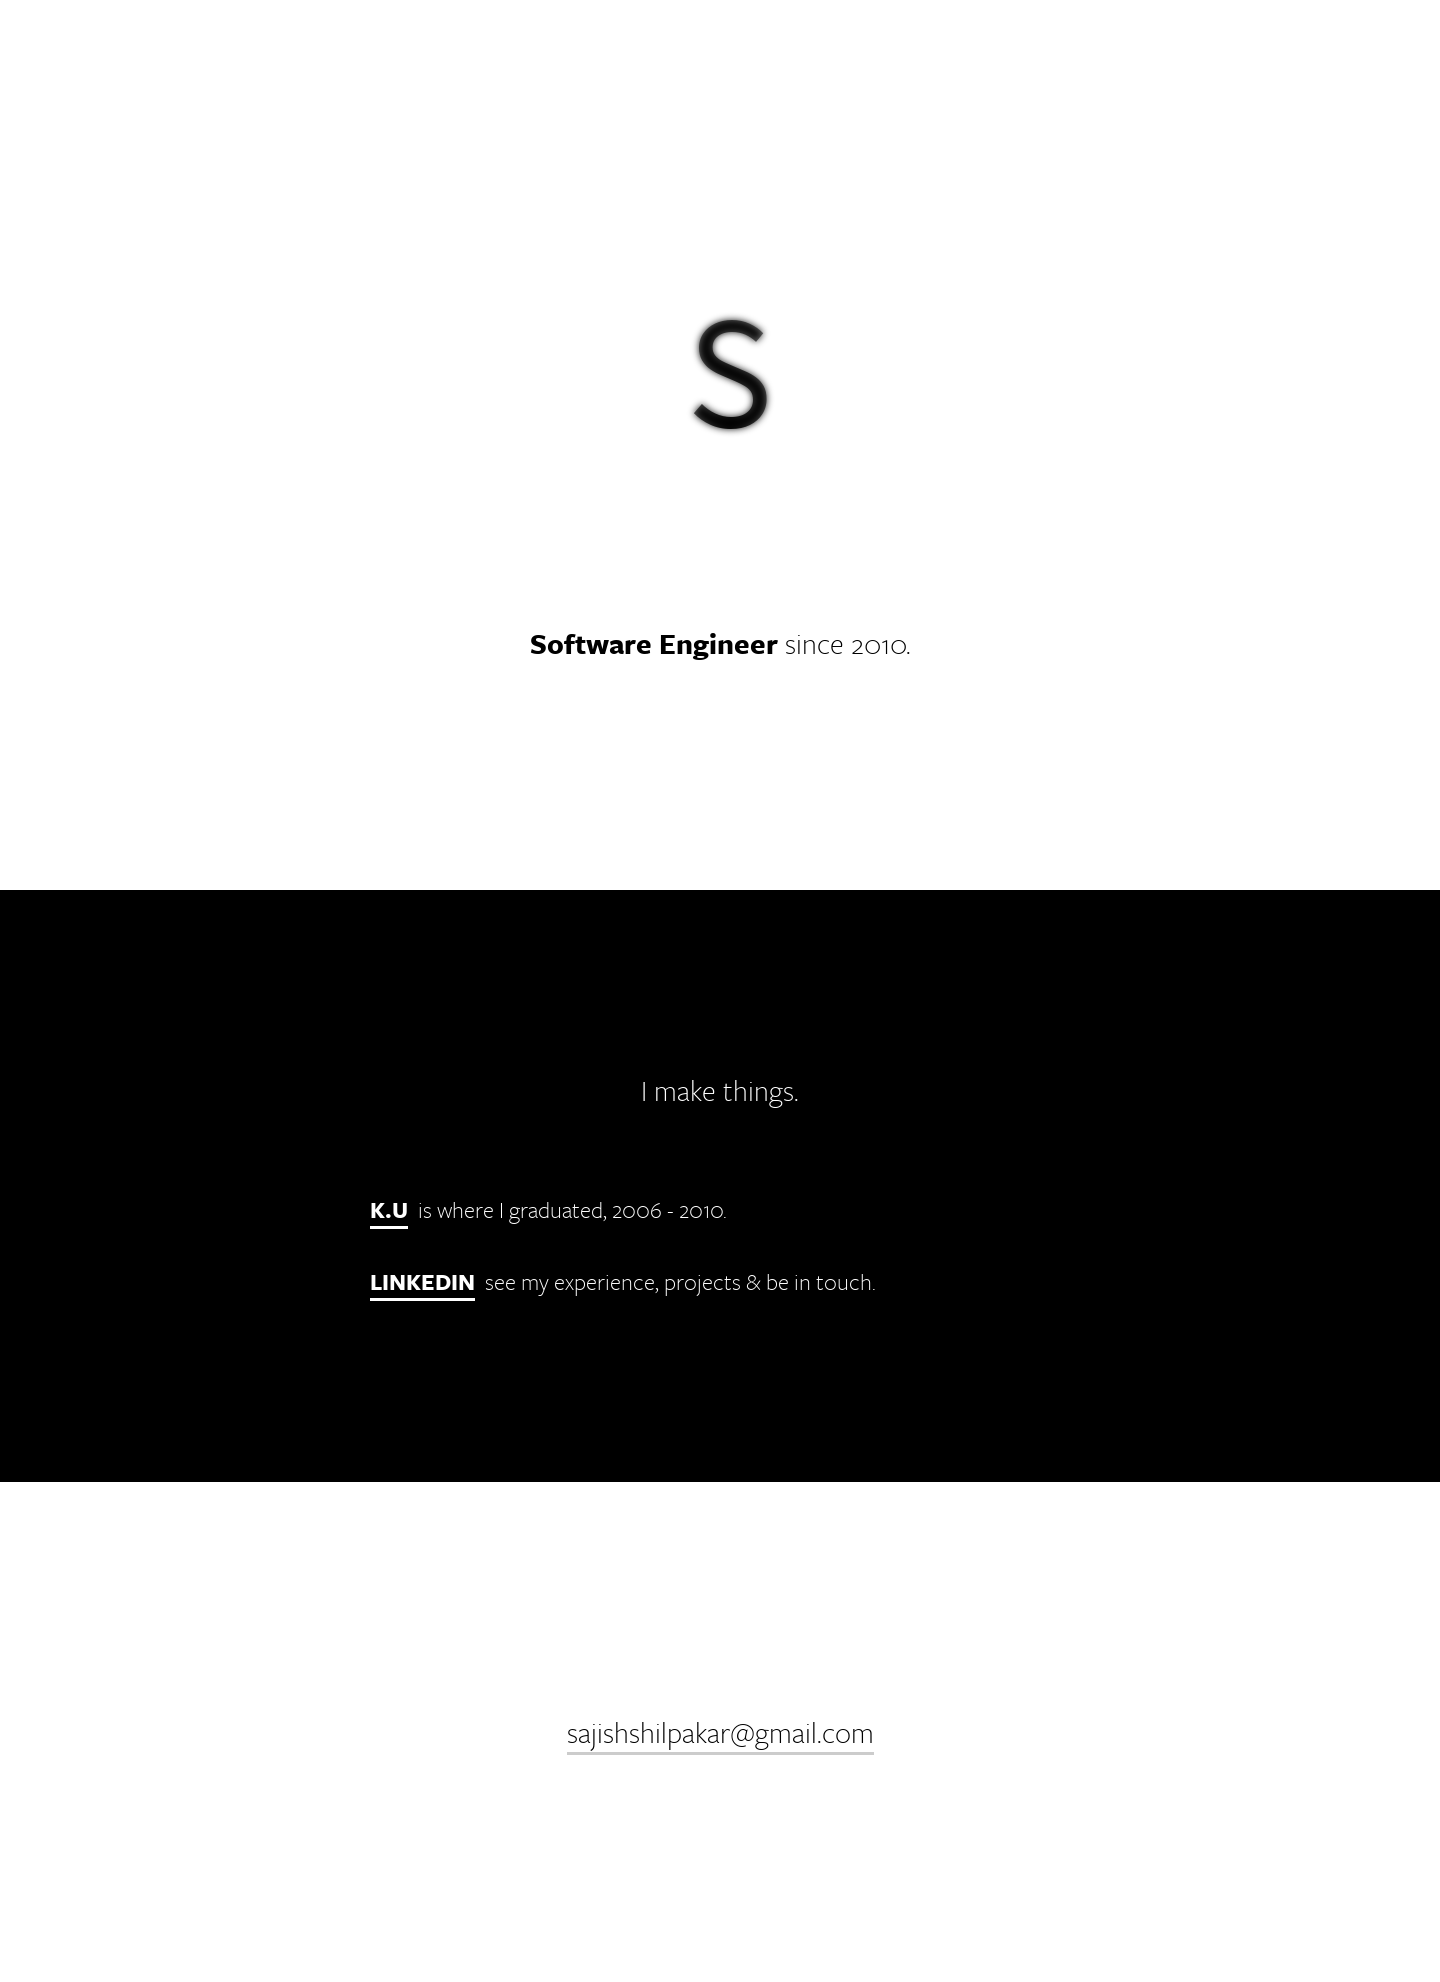 S
Software Engineer since 2010.
I make things.
K.U is where I graduated, 2006 - 2010.
LINKEDIN see my experience, projects & be in touch.
sajishshilpakar@gmail.com